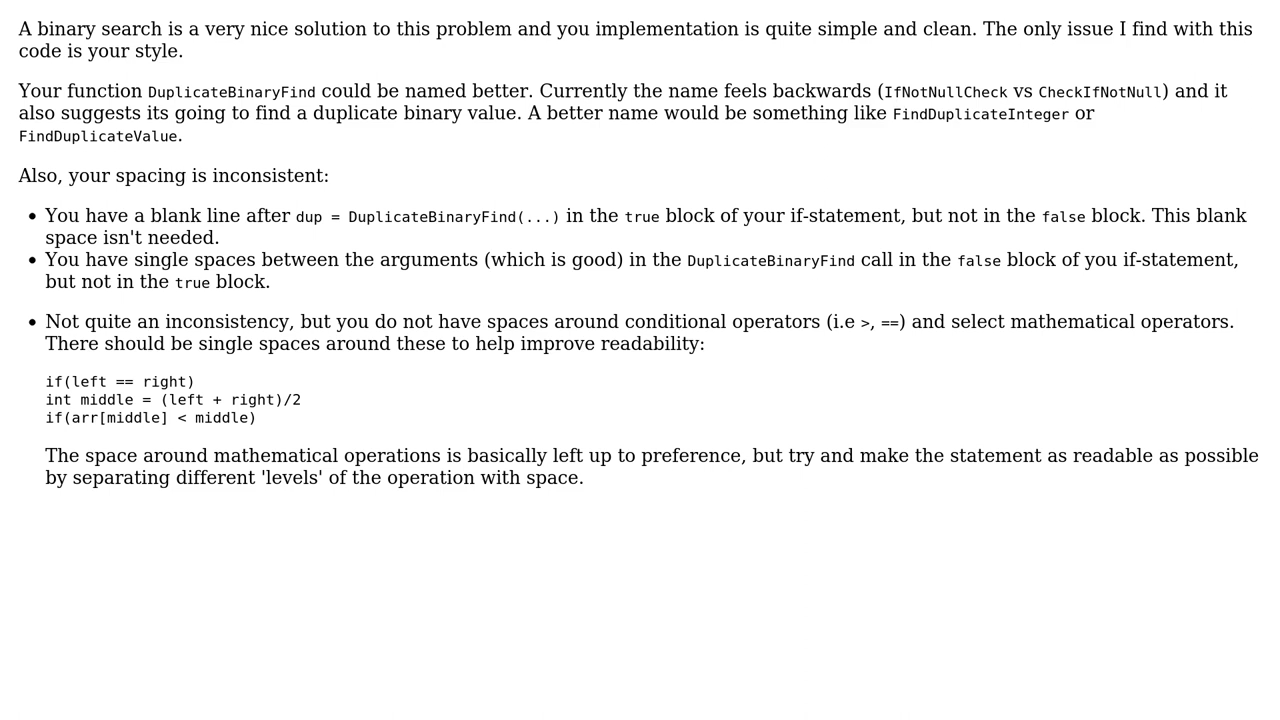 A binary search is a very nice solution to this problem and you implementation is quite simple and clean. The only issue I find with this
code is your style.
Your function DuplicateBinaryFind could be named better. Currently the name feels backwards (IfNotNullCheck vs CheckIfNotNull) and it
also suggests its going to find a duplicate binary value. A better name would be something like FindDuplicateInteger or
FindDuplicateValue.
Also, your spacing is inconsistent:
• You have a blank line after dup = DuplicateBinaryFind(...) in the true block of your if-statement, but not in the false block. This blank
space isn't needed.
• You have single spaces between the arguments (which is good) in the DuplicateBinaryFind call in the false block of you if-statement,
but not in the true block.
• Not quite an inconsistency, but you do not have spaces around conditional operators (i.e >, ==) and select mathematical operators.
There should be single spaces around these to help improve readability:
if(left == right)
int middle = (left + right)/2
if(arr[middle] < middle)
The space around mathematical operations is basically left up to preference, but try and make the statement as readable as possible
by separating different 'levels' of the operation with space.